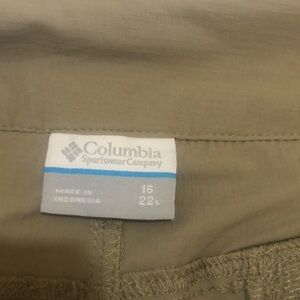 Columbia
Sportswear Company
MADE IN 16
INDONESIA 22L